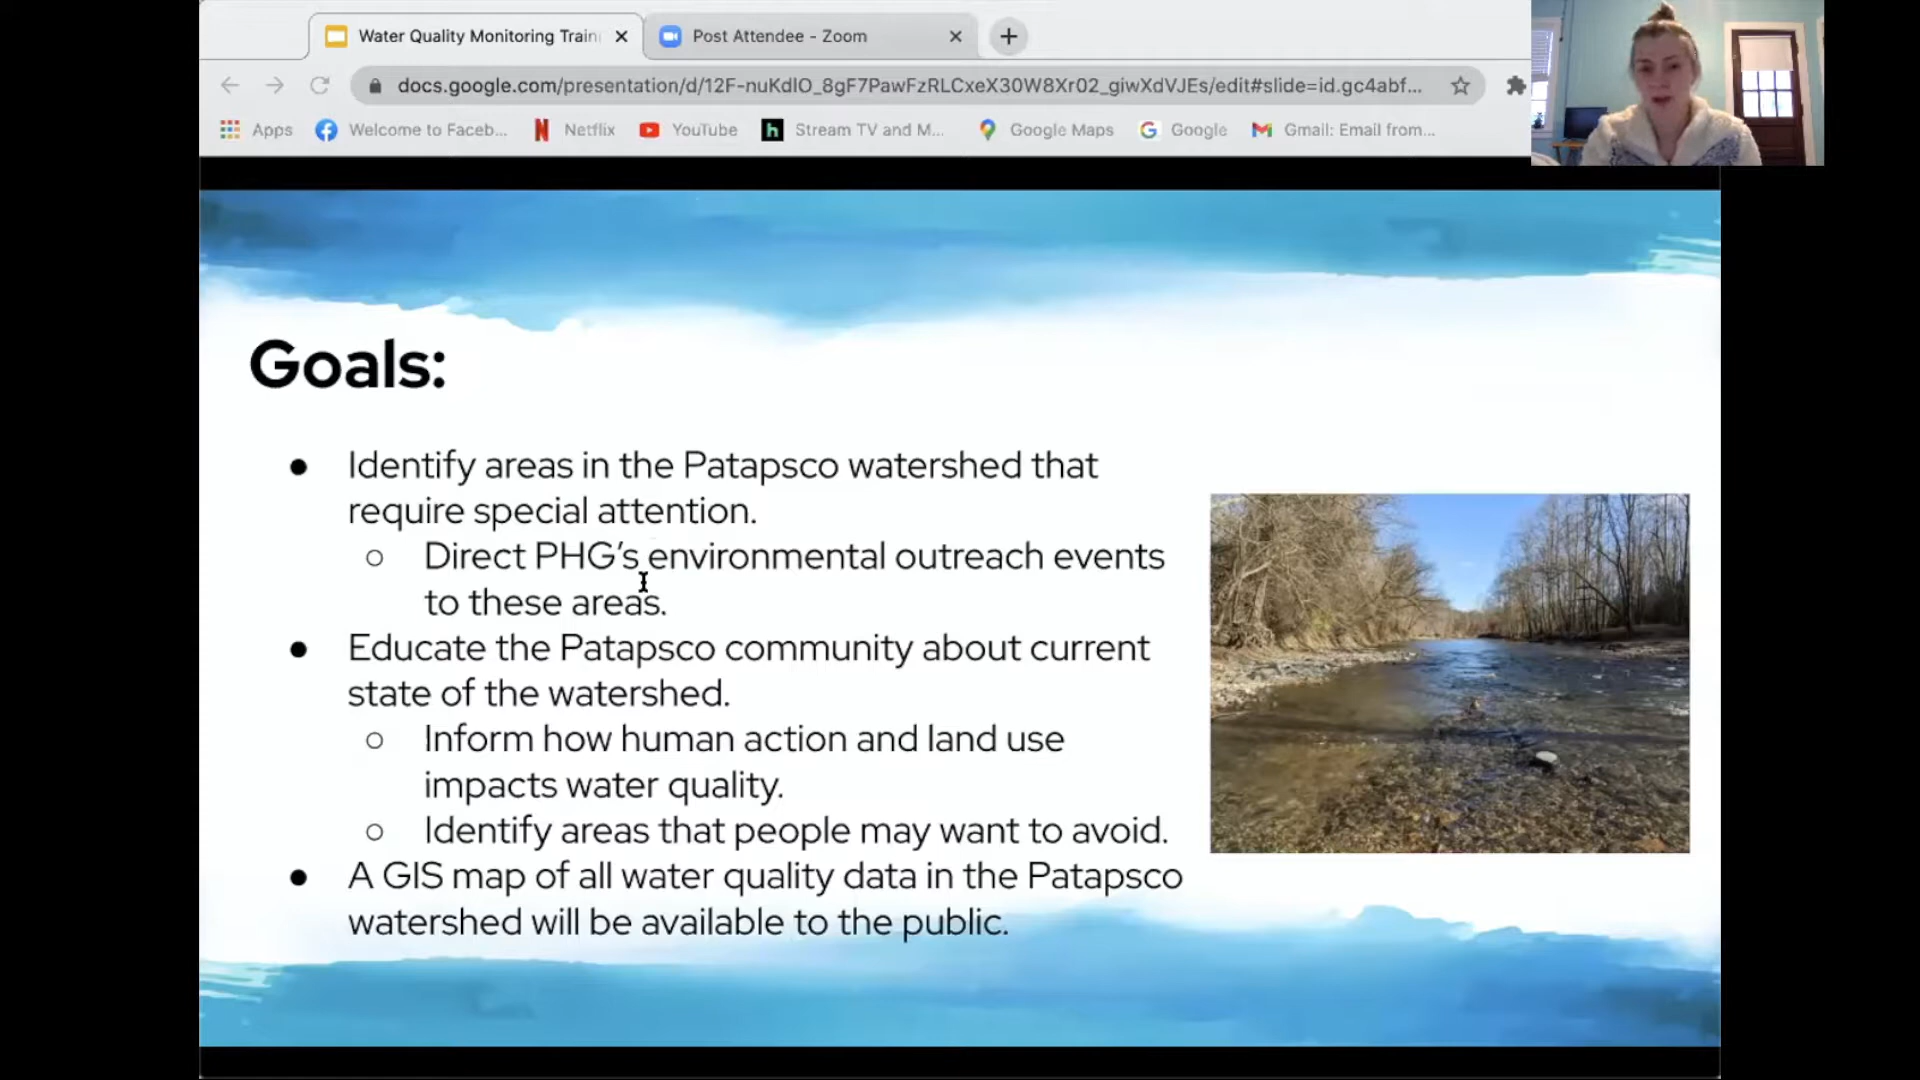 Water Quality Monitoring Train
Post Attendee - Zoom
docs.google.com/presentation/d/12F-nuKdlO_8gF7PawFzRLCxeX30W8Xr02_giwXdVJEs/edit#slide=id.gc4abf...
Apps
Welcome to Faceb...
Netflix
YouTube
h
Stream TV and M...
Google Maps
Google
Gmail: Email from...
Goals:
● Identify areas in the Patapsco watershed that
require special attention.
○ Direct PHG's environmental outreach events
to these areas.
● Educate the Patapsco community about current
state of the watershed.
○ Inform how human action and land use
impacts water quality.
○ Identify areas that people may want to avoid.
● A GIS map of all water quality data in the Patapsco
watershed will be available to the public.